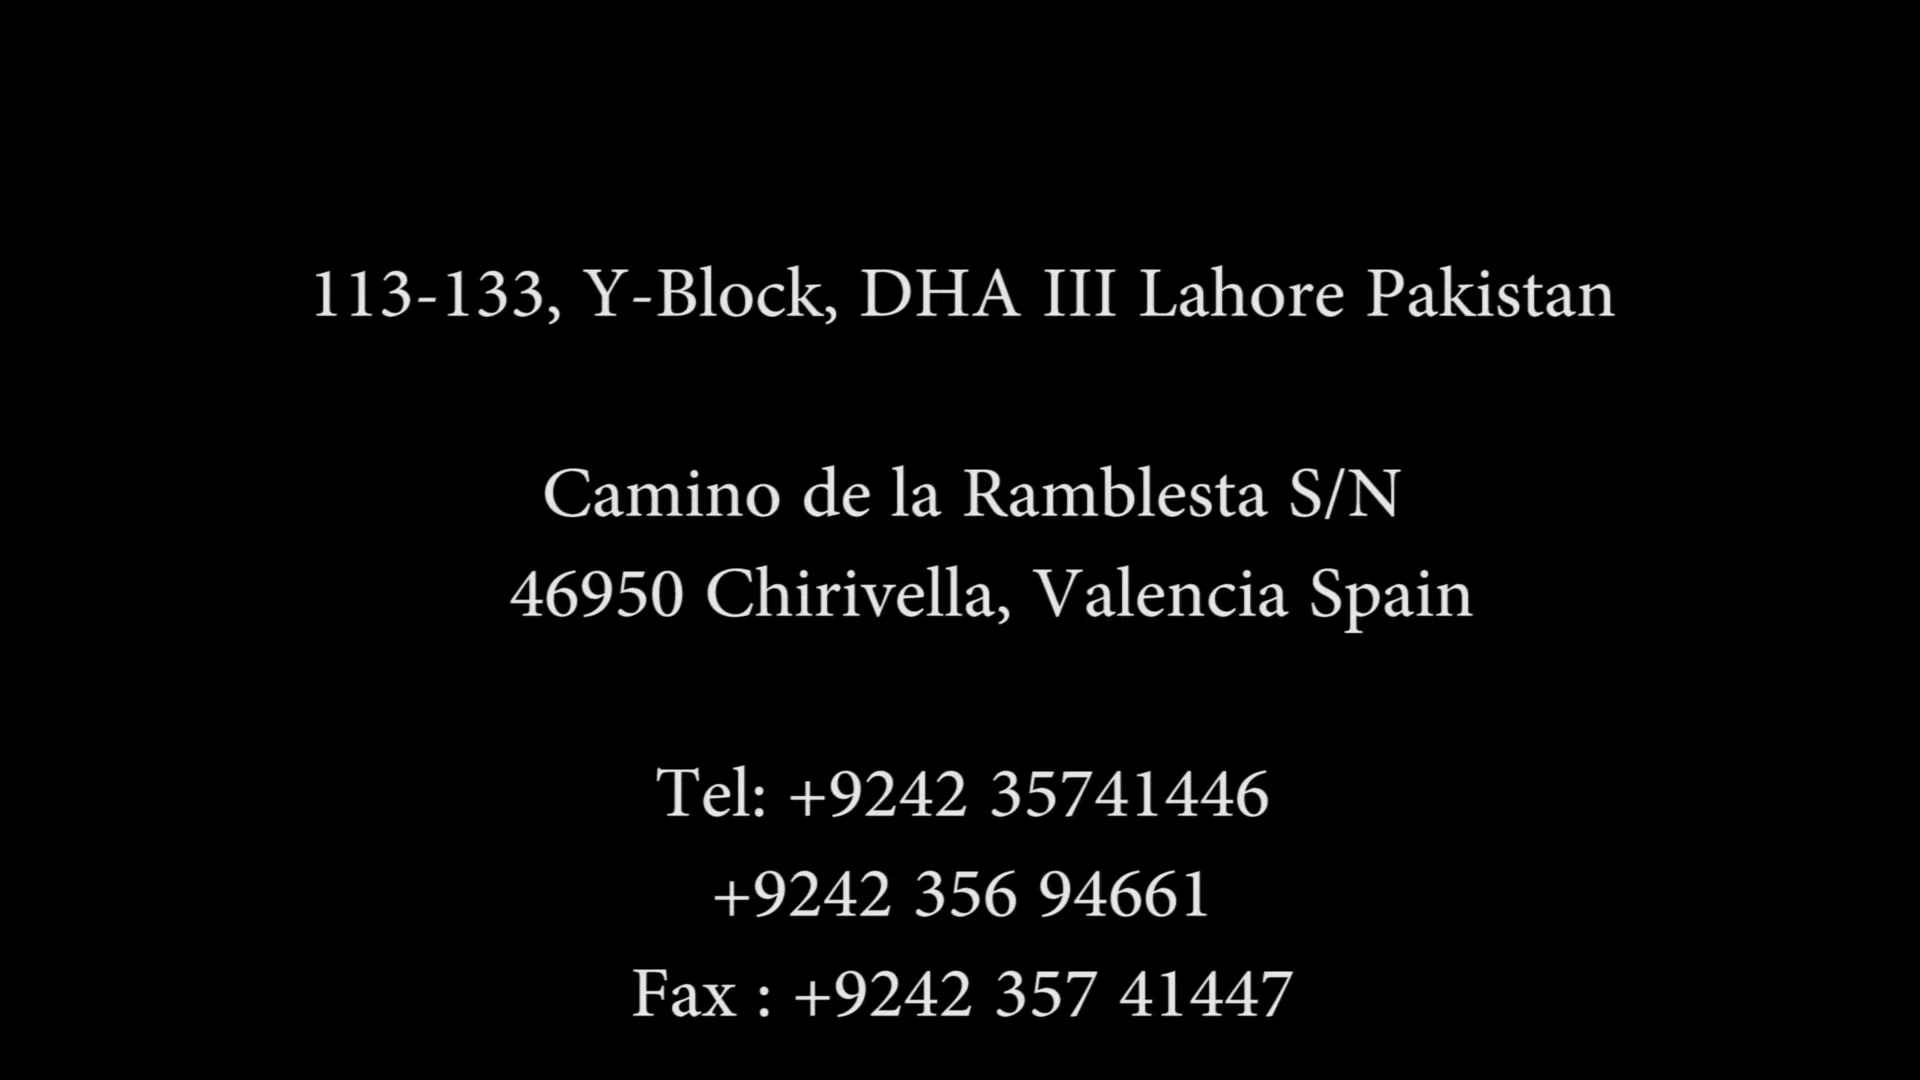 113-133, Y-Block, DHA III Lahore Pakistan
Camino de la Ramblesta S/N
46950 Chirivella, Valencia Spain
Tel: +9242 35741446
+9242 356 94661
Fax : +9242 357 41447